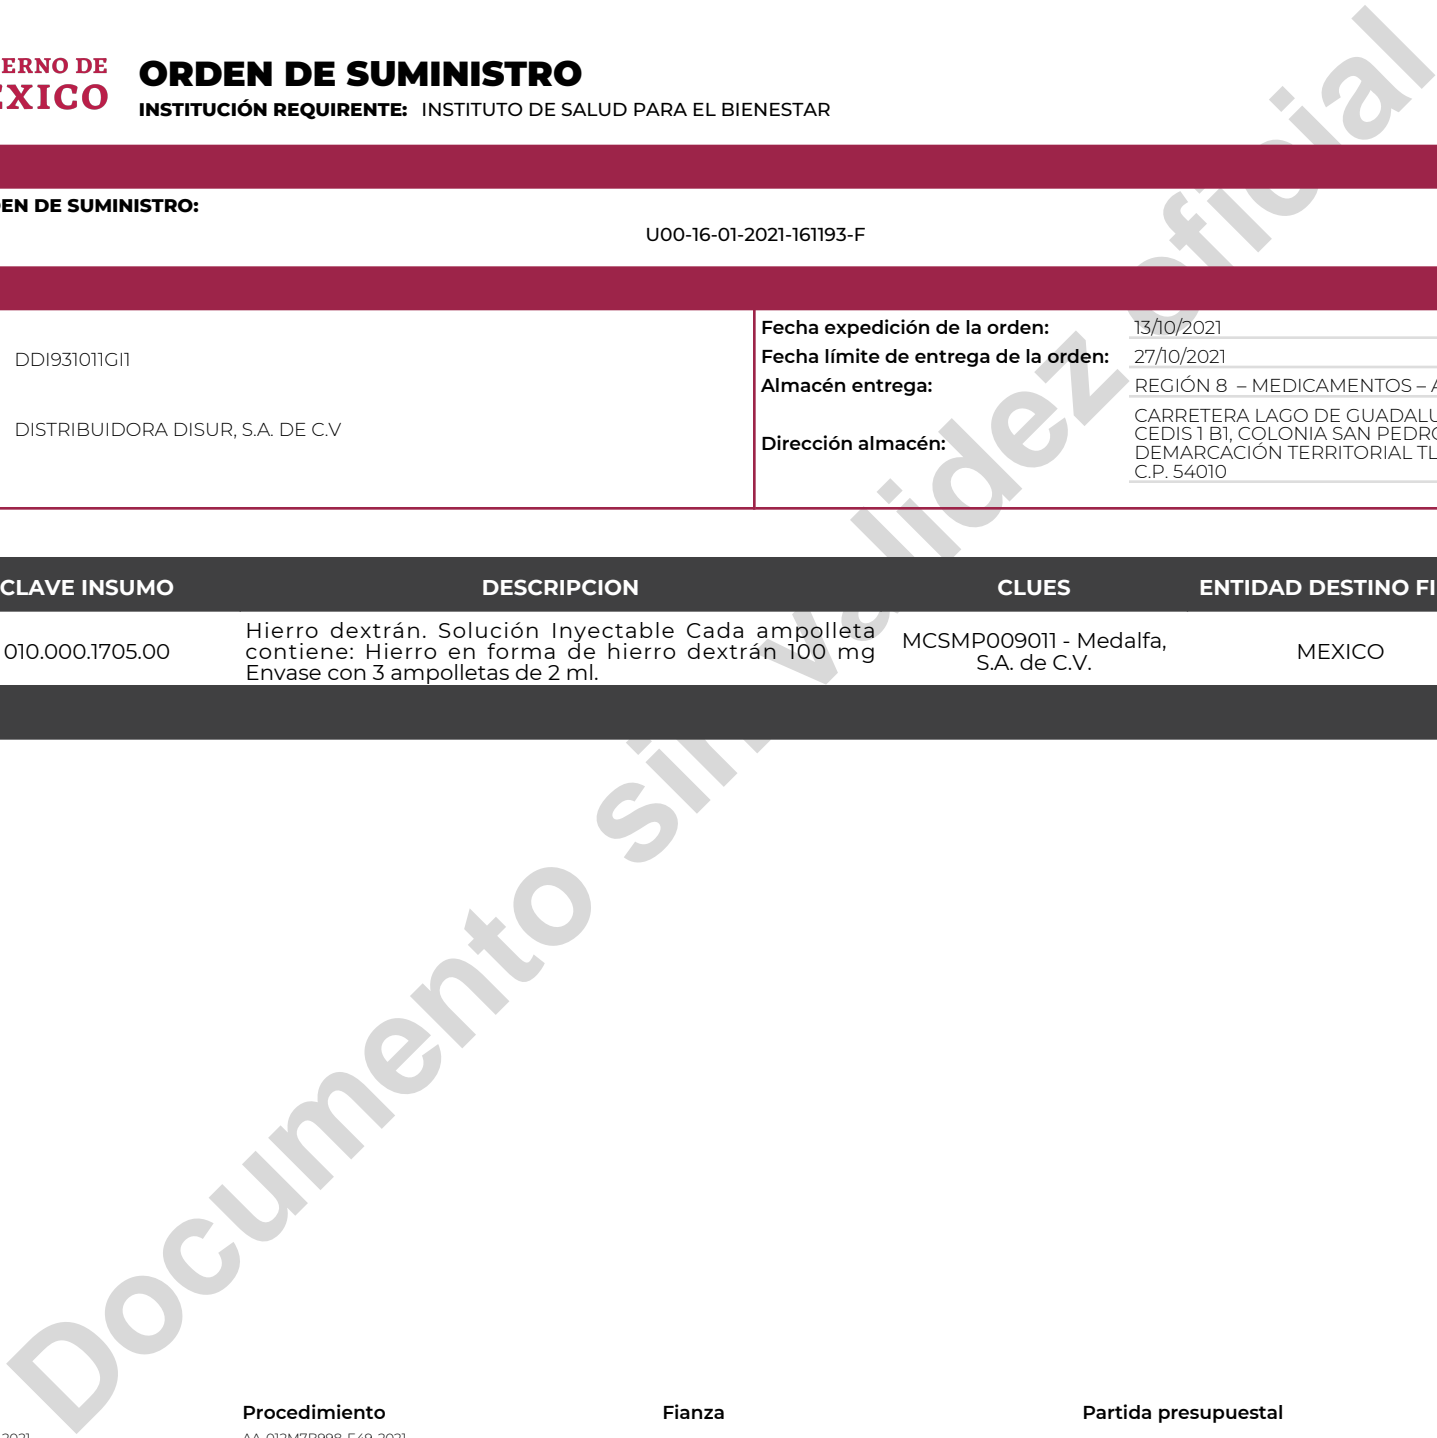 ORDEN DE SUMINISTRO
INSTITUCIÓN REQUIRENTE: INSTITUTO DE SALUD PARA EL BIENESTAR
ERNO DE
XICO
EN DE SUMINISTRO:
U00-16-01-2021-161193-F
DDI931011GI1
DISTRIBUIDORA DISUR, S.A. DE C.V
Fecha expedición de la orden: 13/10/2021
Fecha límite de entrega de la orden: 27/10/2021
Almacén entrega: REGIÓN 8 – MEDICAMENTOS – A
Dirección almacén:
CARRETERA LAGO DE GUADALU
CEDIS 1 B1, COLONIA SAN PEDRO
DEMARCACIÓN TERRITORIAL TL
C.P. 54010
CLAVE INSUMO DESCRIPCION CLUES ENTIDAD DESTINO FI
010.000.1705.00
Hierro dextrán. Solución Inyectable Cada ampolleta
contiene: Hierro en forma de hierro dextrán 100 mg
Envase con 3 ampolletas de 2 ml.
MCSMP009011 - Medalfa,
S.A. de C.V.
MEXICO
Documento sin validez oficial
Procedimiento Fianza Partida presupuestal